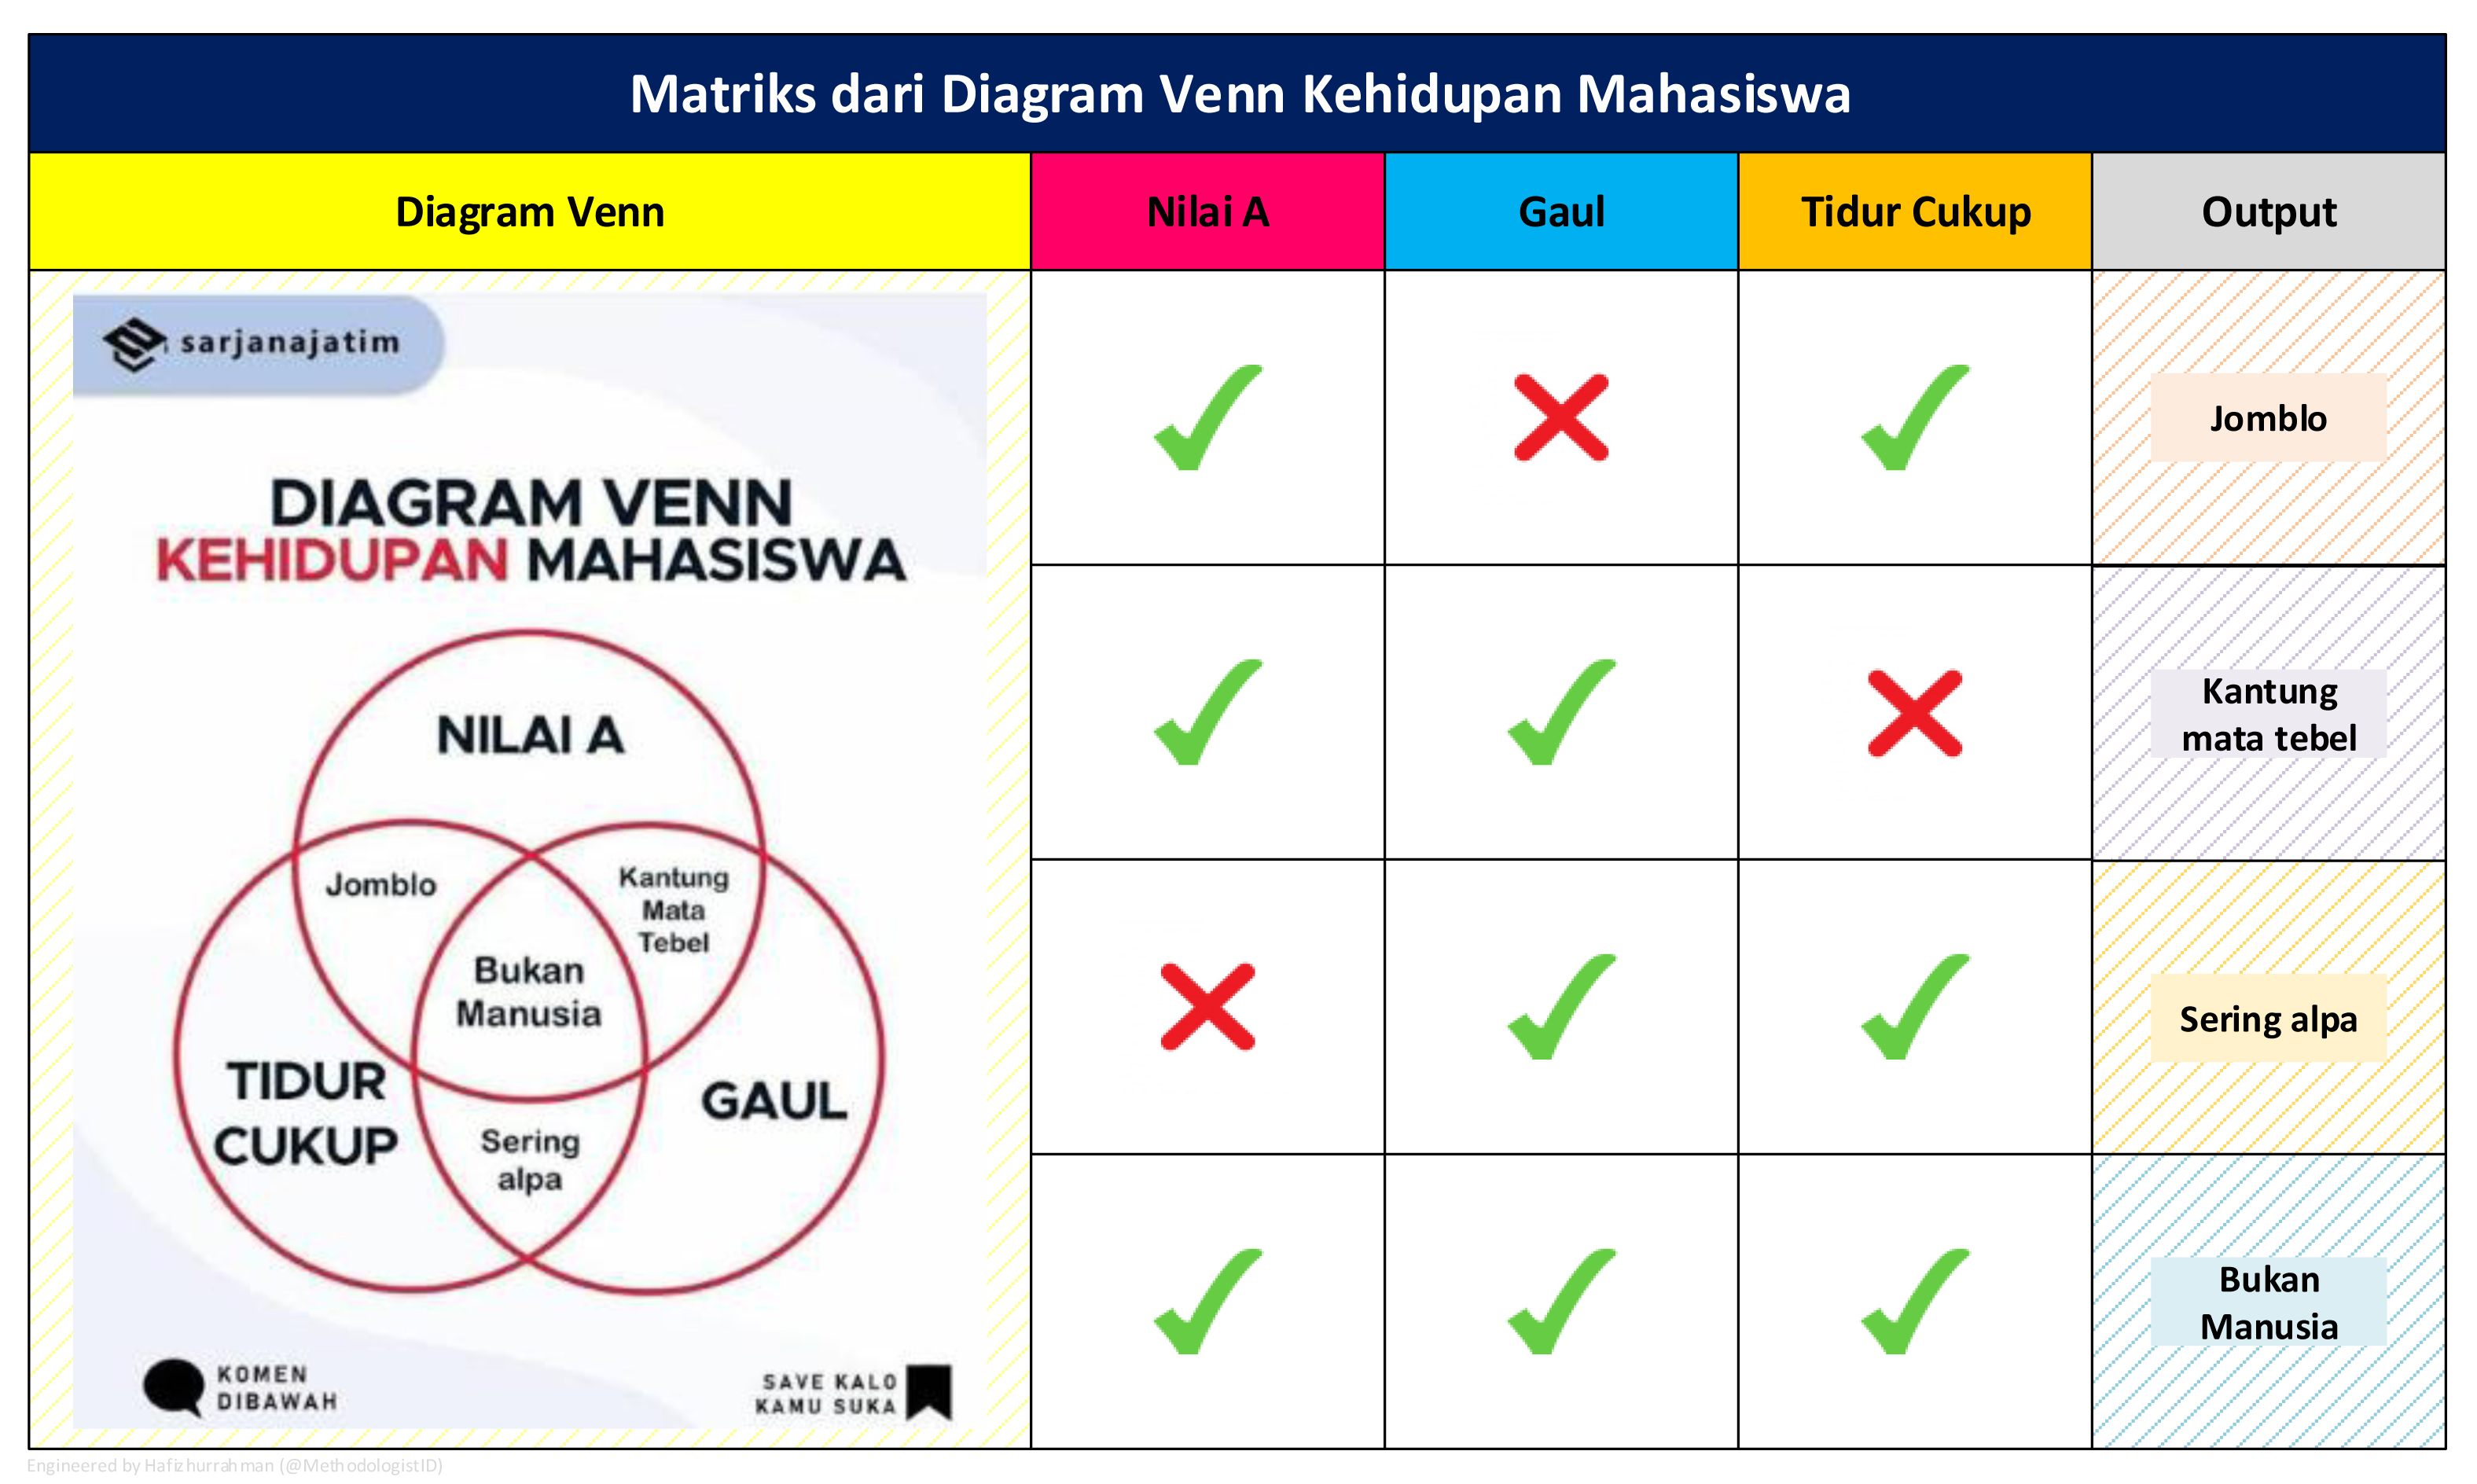 Matriks dari Diagram Venn Kehidupan Mahasiswa
Diagram Venn
Nilai A
Gaul
Tidur Cukup
Output
sarjanajatim
DIAGRAM VENN
KEHIDUPAN MAHASISWA
NILAI A
Jomblo
Kantung
Mata
Tebel
Bukan
Manusia
TIDUR
CUKUP
GAUL
Sering
alpa
KOMEN
DIBAWAH
SAVE KALO
KAMU SUKA
Jomblo
Kantung
mata tebel
Sering alpa
Bukan
Manusia
Engineered by Hafizhurrahman (@MethodologistID)